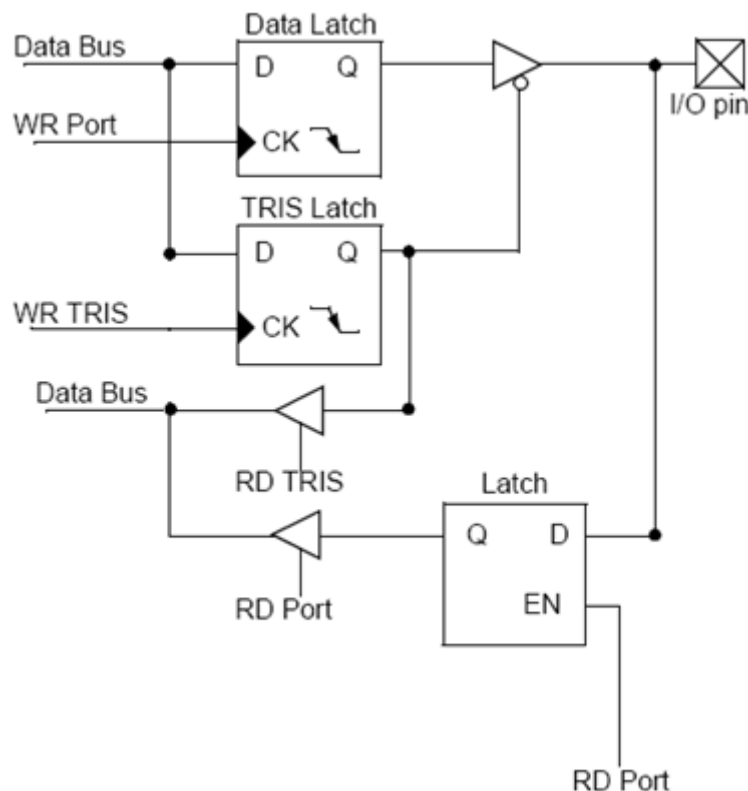 Data Latch
Data Bus
D Q
WR Port
CK
I/O pin
TRIS Latch
D Q
WR TRIS
CK
Data Bus
RD TRIS
Latch
Q D
RD Port
EN
RD Port